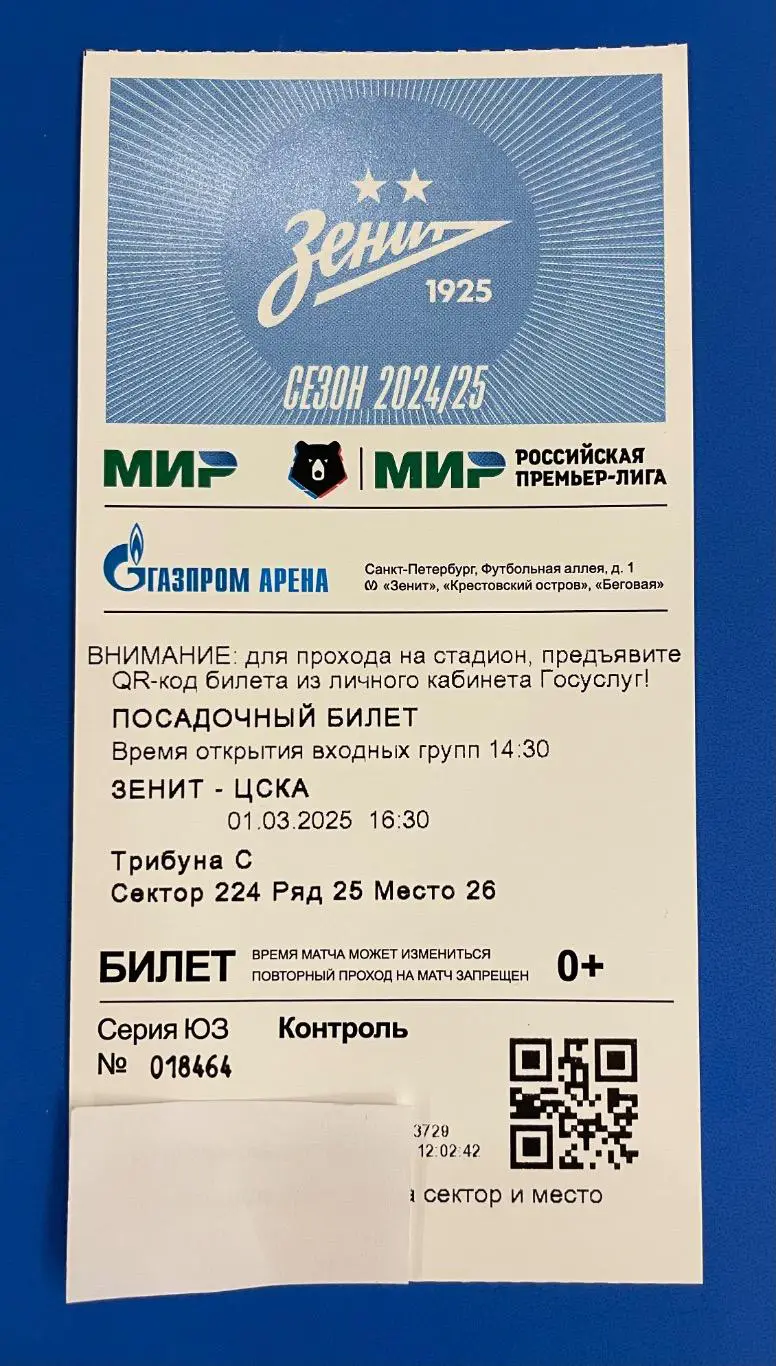 Зенит
1925
СЕЗОН 2024/25
МИР
МИР РОССИЙСКАЯ
ПРЕМЬЕР-ЛИГА
ГАЗПРОМ АРЕНА
Санкт-Петербург, Футбольная аллея, д. 1
«Зенит», «Крестовский остров», «Беговая»
ВНИМАНИЕ: для прохода на стадион, предъявите
QR-код билета из личного кабинета Госуслуг!
ПОСАДОЧНЫЙ БИЛЕТ
Время открытия входных групп 14:30
ЗЕНИТ - ЦСКА
01.03.2025 16:30
Трибуна С
Сектор 224 Ряд 25 Место 26
БИЛЕТ
ВРЕМЯ МАТЧА МОЖЕТ ИЗМЕНИТЬСЯ
ПОВТОРНЫЙ ПРОХОД НА МАТЧ ЗАПРЕЩЕН
0+
Серия ЮЗ Контроль
№ 018464
3729
12:02:42
сектор и место